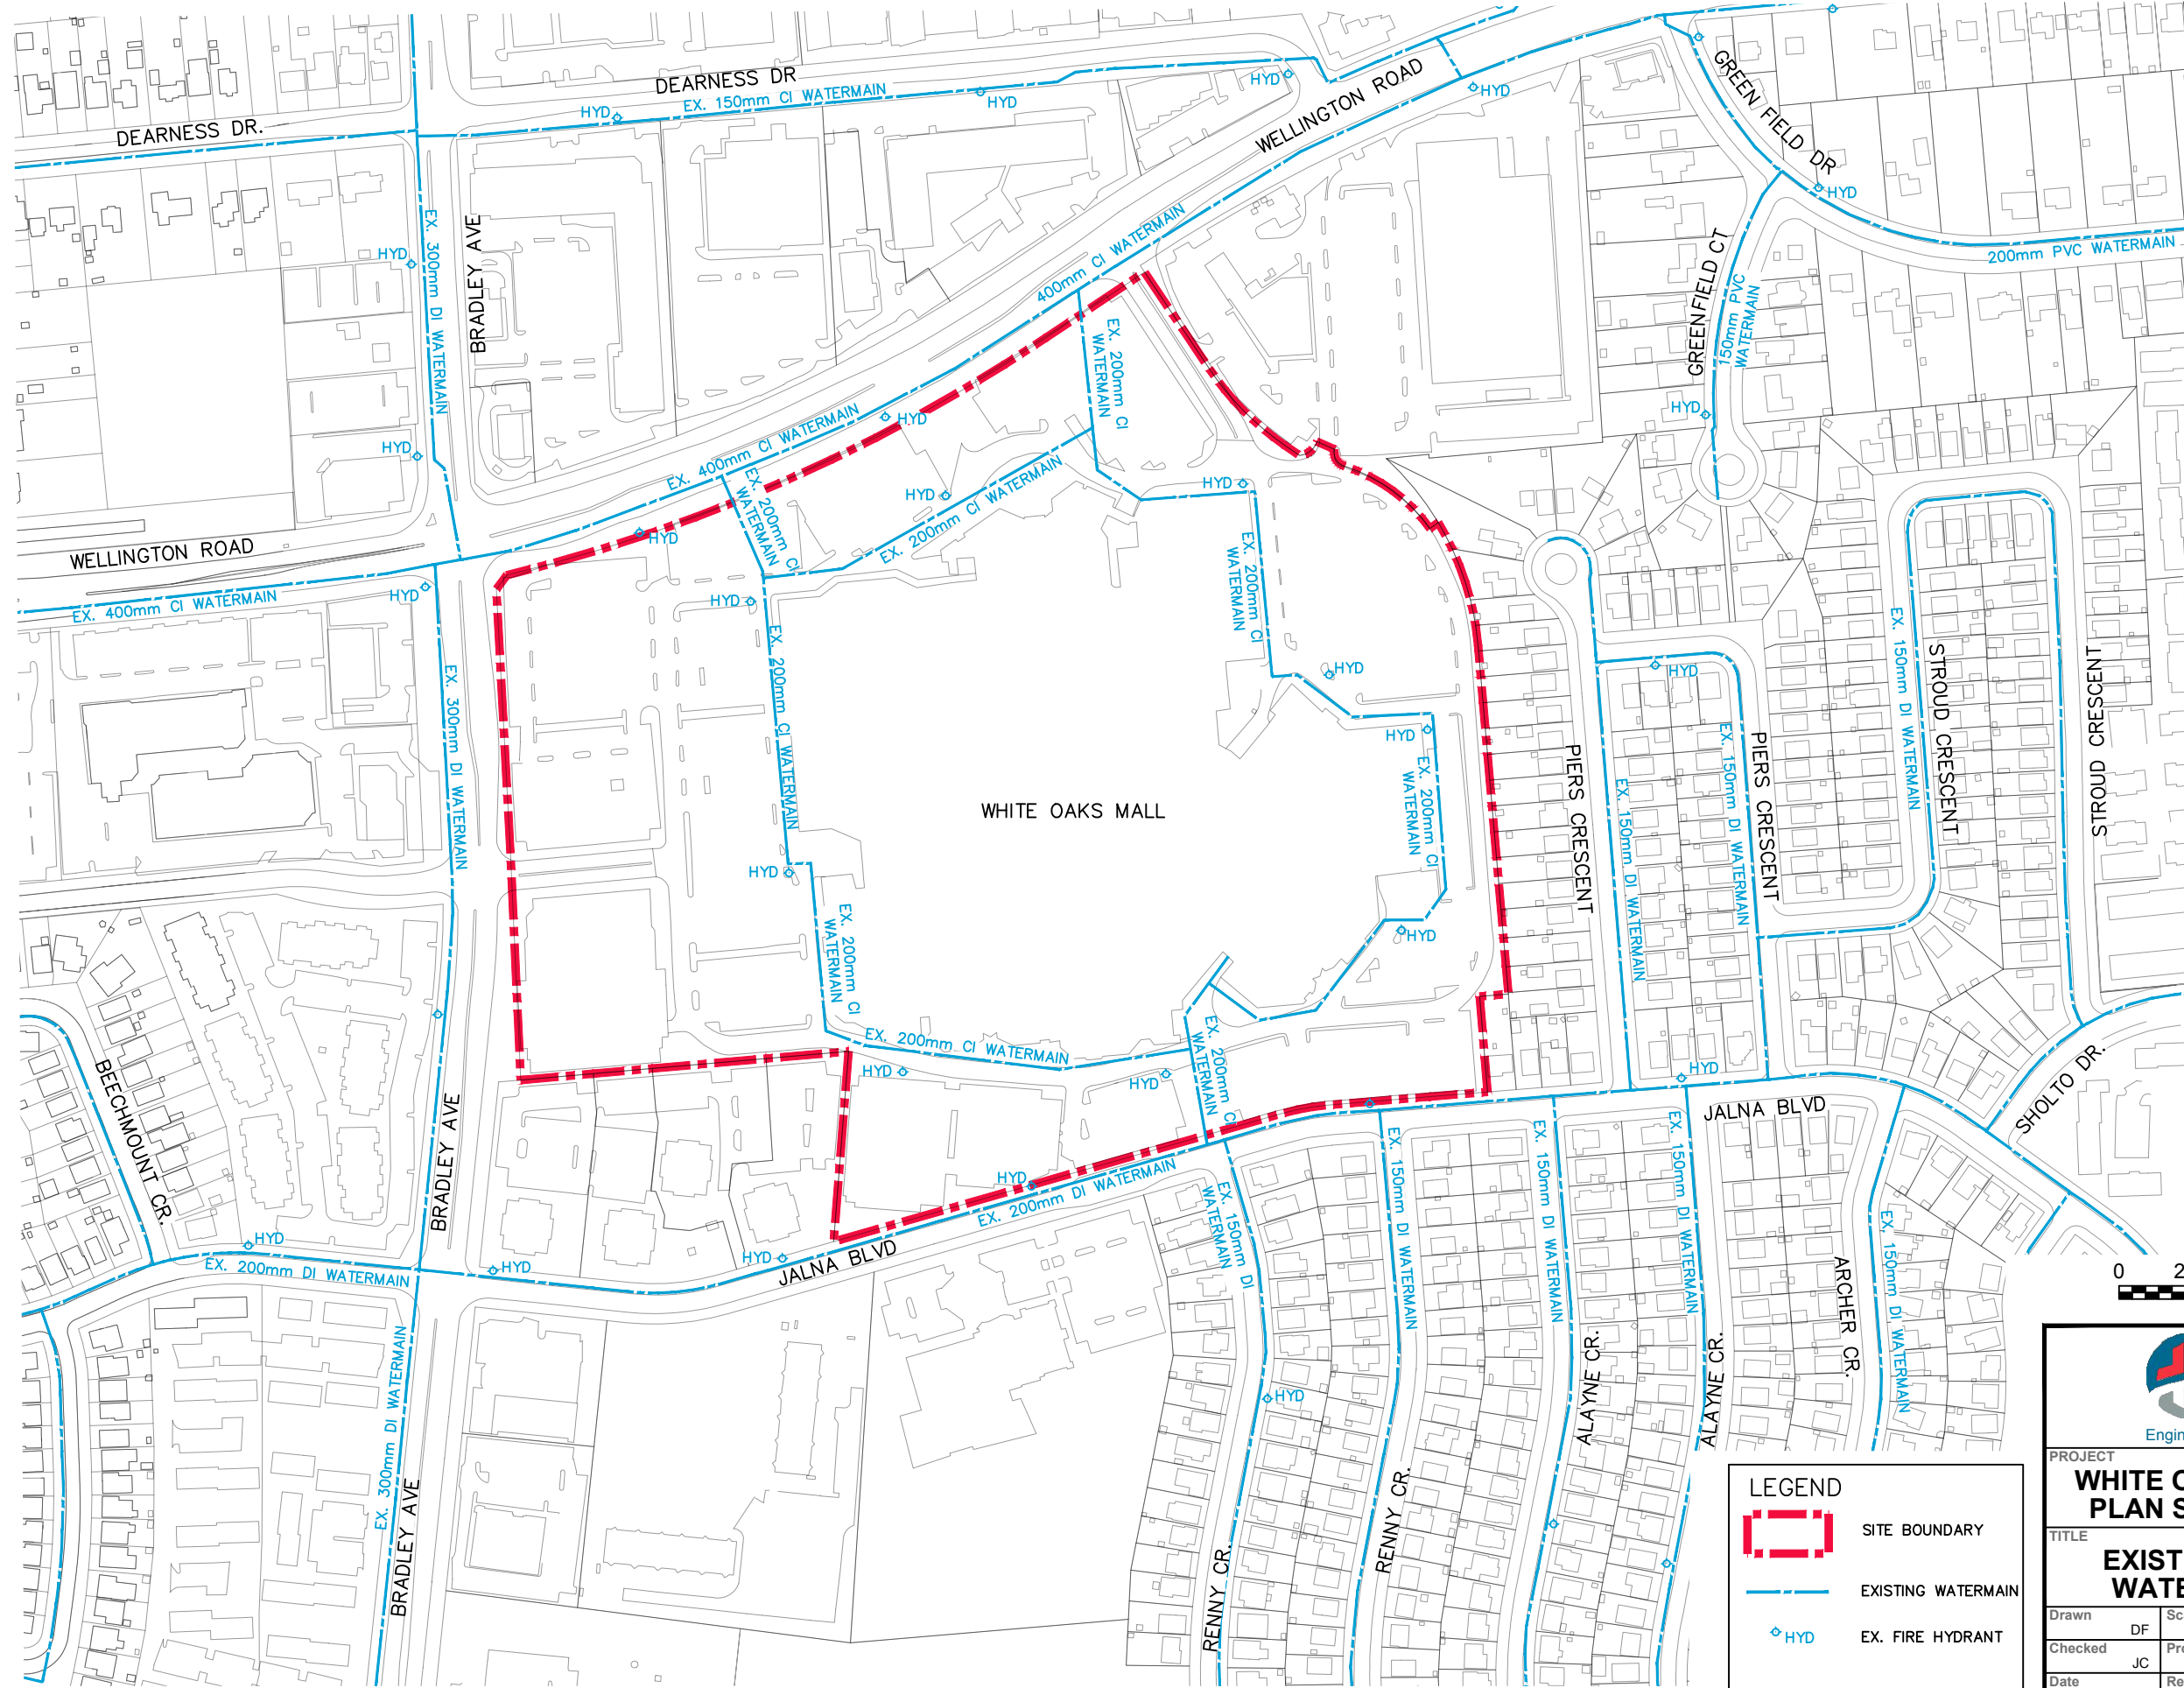 DEARNESS DR
EX. 150mm CI WATERMAIN
HYD
HYD
HYD
DEARNESS DR.
WELLINGTON ROAD
HYD
GREEN FIELD DR
HYD
200mm PVC WATERMAIN
GREENFIELD CT
150mm PVC
WATERMAIN
HYD
HYD
EX. 300mm DI WATERMAIN
BRADLEY AVE
HYD
400mm CI WATERMAIN
EX. 200mm CI
WATERMAIN
EX. 400mm CI WATERMAIN
HYD
HYD
EX. 200mm CI
WATERMAIN
HYD
EX. 200mm CI WATERMAIN
HYD
WELLINGTON ROAD
EX. 400mm CI WATERMAIN
HYD
HYD
EX. 200mm CI
WATERMAIN
HYD
EX. 200mm CI WATERMAIN
EX. 300mm DI WATERMAIN
HYD
EX. 200mm CI
WATERMAIN
WHITE OAKS MALL
HYD
HYD
EX. 200mm CI
WATERMAIN
HYD
PIERS CRESCENT
EX. 150mm DI WATERMAIN
EX. 150mm DI WATERMAIN
PIERS CRESCENT
EX. 150mm DI WATERMAIN
STROUD CRESCENT
STROUD CRESCENT
EX. 200mm CI WATERMAIN
HYD
HYD
EX. 200mm CI
WATERMAIN
HYD
JALNA BLVD
SHOLTO DR.
BEECHMOUNT CR.
BRADLEY AVE
HYD
EX. 200mm DI WATERMAIN
HYD
HYD
JALNA BLVD
HYD
EX. 200mm DI WATERMAIN
EX. 150mm DI
WATERMAIN
EX. 150mm DI WATERMAIN
EX. 150mm DI WATERMAIN
EX. 150mm DI WATERMAIN
EX. 150mm DI WATERMAIN
HYD
ALAYNE CR.
ALAYNE CR.
ARCHER CR.
EX. 300mm DI WATERMAIN
BRADLEY AVE
RENNY CR.
RENNY CR.
0
LEGEND
SITE BOUNDARY
EXISTING WATERMAIN
HYD EX. FIRE HYDRANT
PROJECT
WHITE
PLAN
TITLE
Drawn
DF
Checked
JC
Date